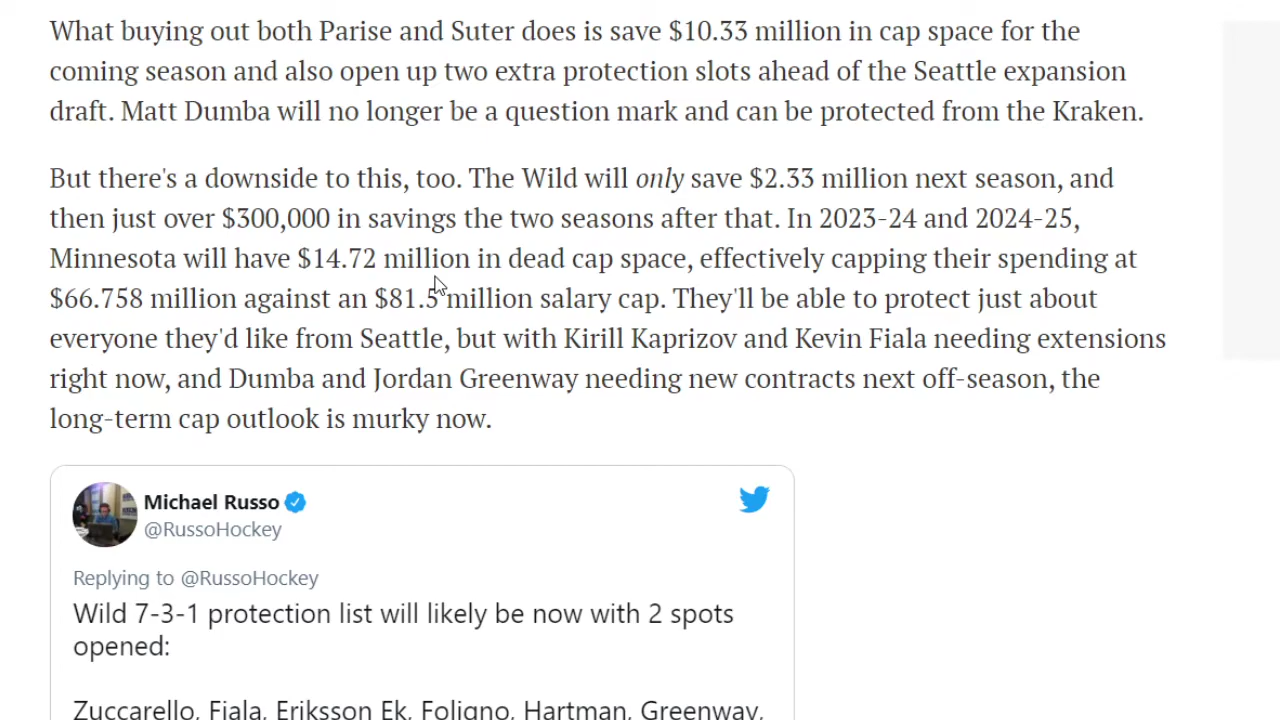 What buying out both Parise and Suter does is save $10.33 million in cap space for the
coming season and also open up two extra protection slots ahead of the Seattle expansion
draft. Matt Dumba will no longer be a question mark and can be protected from the Kraken.
But there's a downside to this, too. The Wild will only save $2.33 million next season, and
then just over $300,000 in savings the two seasons after that. In 2023-24 and 2024-25,
Minnesota will have $14.72 million in dead cap space, effectively capping their spending at
$66.758 million against an $81.5 million salary cap. They'll be able to protect just about
everyone they'd like from Seattle, but with Kirill Kaprizov and Kevin Fiala needing extensions
right now, and Dumba and Jordan Greenway needing new contracts next off-season, the
long-term cap outlook is murky now.
Michael Russo
@RussoHockey
Replying to @RussoHockey
Wild 7-3-1 protection list will likely be now with 2 spots
opened:
Zuccarello, Fiala, Eriksson Ek, Foligno, Hartman, Greenway,